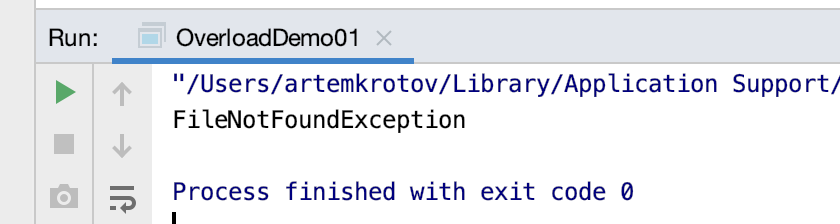 Run: OverloadDemo01
"/Users/artemkrotov/Library/Application Support/
FileNotFoundException
Process finished with exit code 0